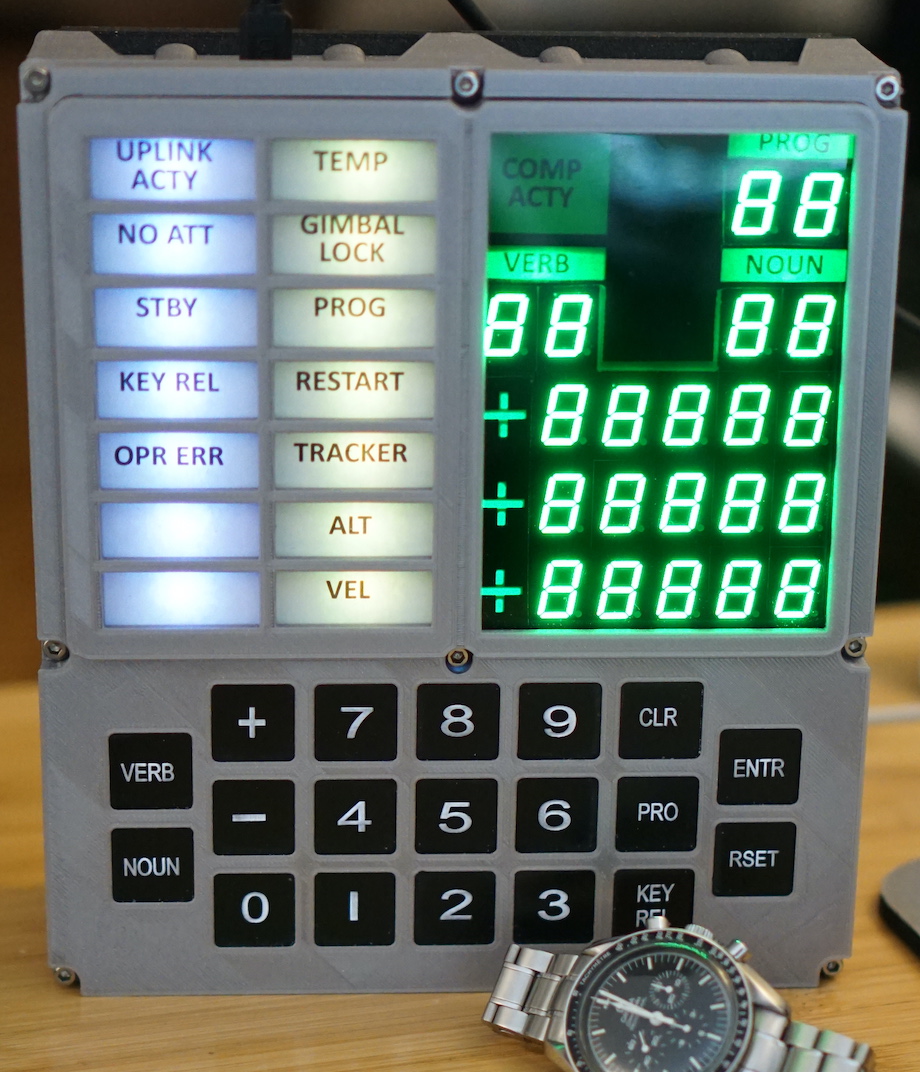 UPLINK
ACTY
TEMP
NO ATT
GIMBAL
LOCK
STBY
PROG
KEY REL
RESTART
OPR ERR
TRACKER
ALT
VEL
COMP
ACTY
PROG
88
VERB
NOUN
88
88
+88888
+88888
+88888
+ 7 8 9 CLR
VERB
ENTR
- 4 5 6 PRO
NOUN
RSET
0 1 2 3 KEY
REL